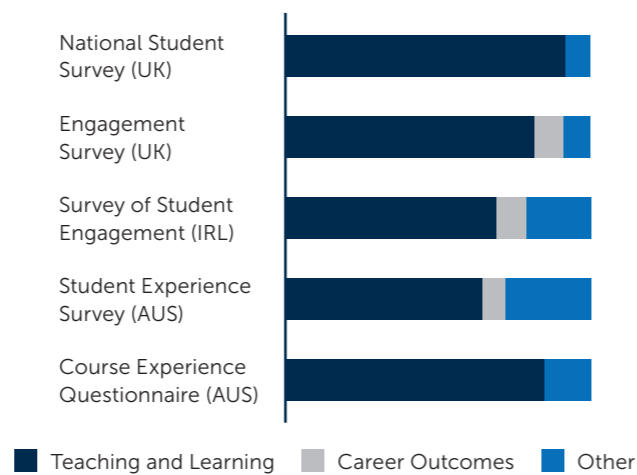 National Student
Survey (UK)
Engagement
Survey (UK)
Survey of Student
Engagement (IRL)
Student Experience
Survey (AUS)
Course Experience
Questionnaire (AUS)
Teaching and Learning Career Outcomes Other